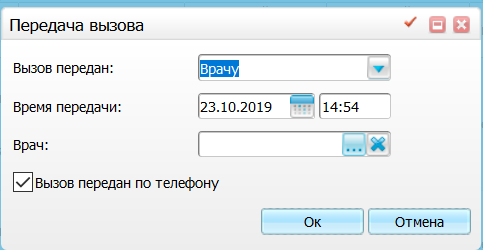 Передача вызова
Вызов передан: Врачу
Время передачи: 23.10.2019 14:54
Врач: ...
Вызов передан по телефону
Ок Отмена